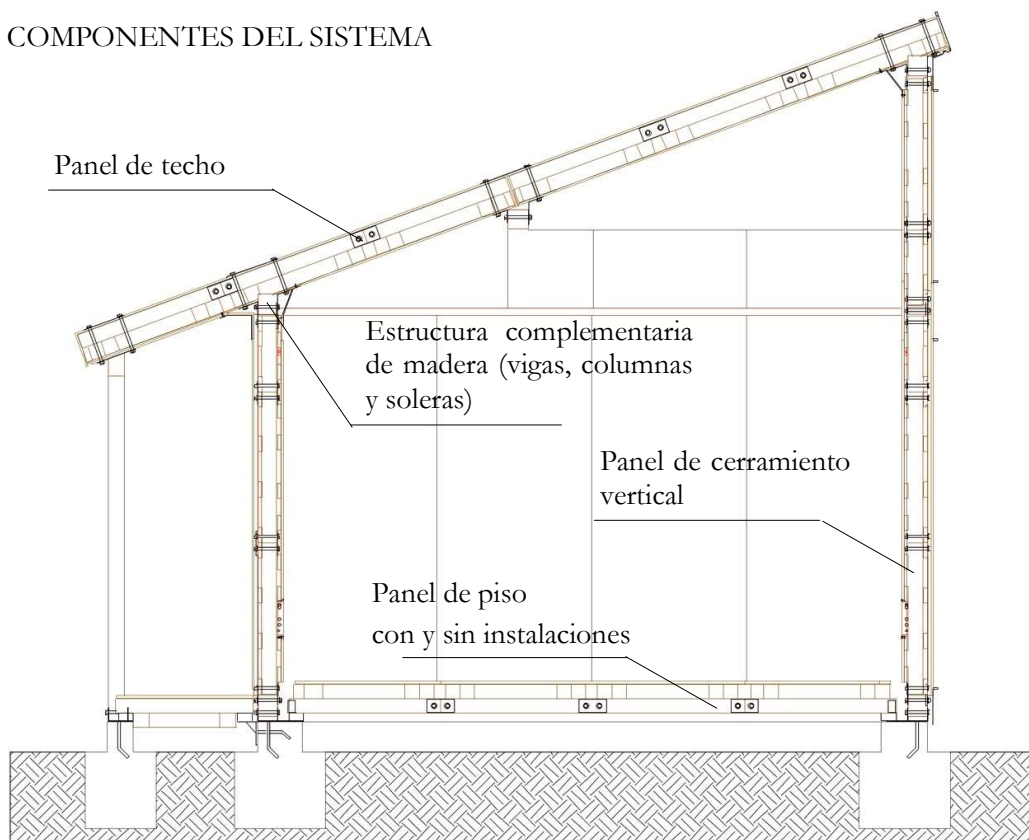 COMPONENTES DEL SISTEMA
Panel de techo
Estructura complementaria
de madera (vigas, columnas
y soleras)
Panel de cerramiento
vertical
Panel de piso
con y sin instalaciones